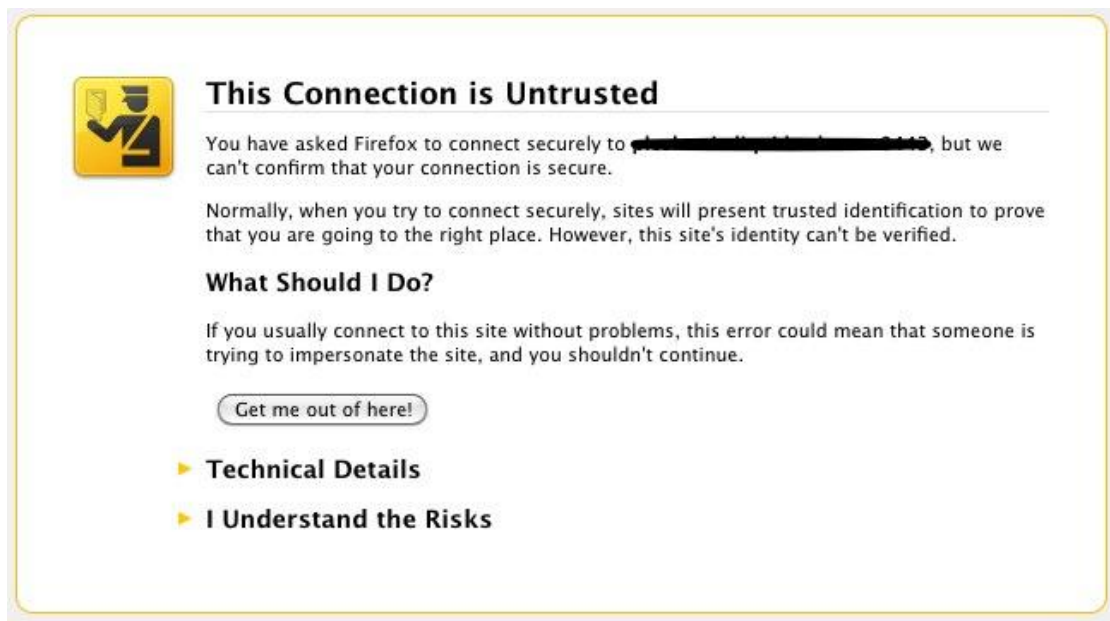 This Connection is Untrusted
You have asked Firefox to connect securely to , but we
can't confirm that your connection is secure.
Normally, when you try to connect securely, sites will present trusted identification to prove
that you are going to the right place. However, this site's identity can't be verified.
What Should I Do?
If you usually connect to this site without problems, this error could mean that someone is
trying to impersonate the site, and you shouldn't continue.
Get me out of here!
Technical Details
I Understand the Risks